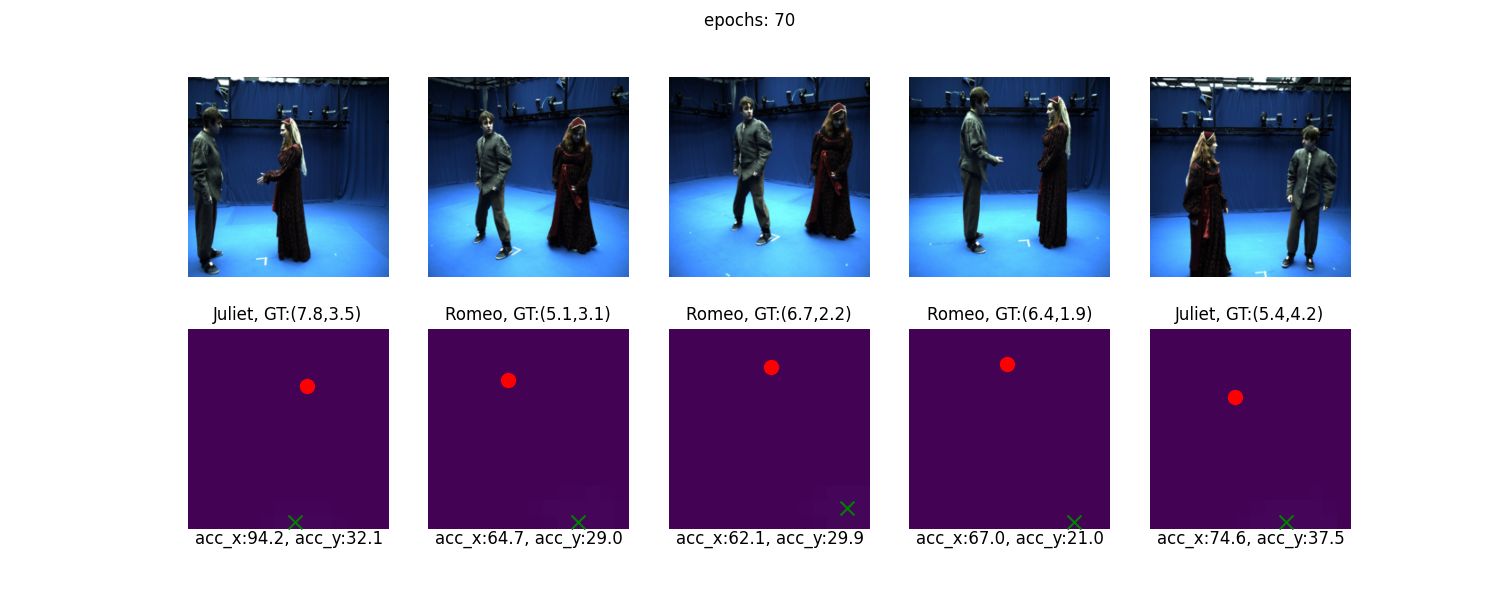 epochs: 70
Juliet, GT:(7.8,3.5)
Romeo, GT:(5.1,3.1)
Romeo, GT:(6.7,2.2)
Romeo, GT:(6.4,1.9)
Juliet, GT:(5.4,4.2)
acc_x:94.2, acc_y:32.1
acc_x:64.7, acc_y:29.0
acc_x:62.1, acc_y:29.9
acc_x:67.0, acc_y:21.0
acc_x:74.6, acc_y:37.5